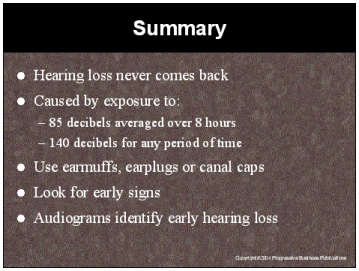 Summary
● Hearing loss never comes back
● Caused by exposure to:
– 85 decibels averaged over 8 hours
– 140 decibels for any period of time
● Use earmuffs, earplugs or canal caps
● Look for early signs
● Audiograms identify early hearing loss
Progressive Business Publications